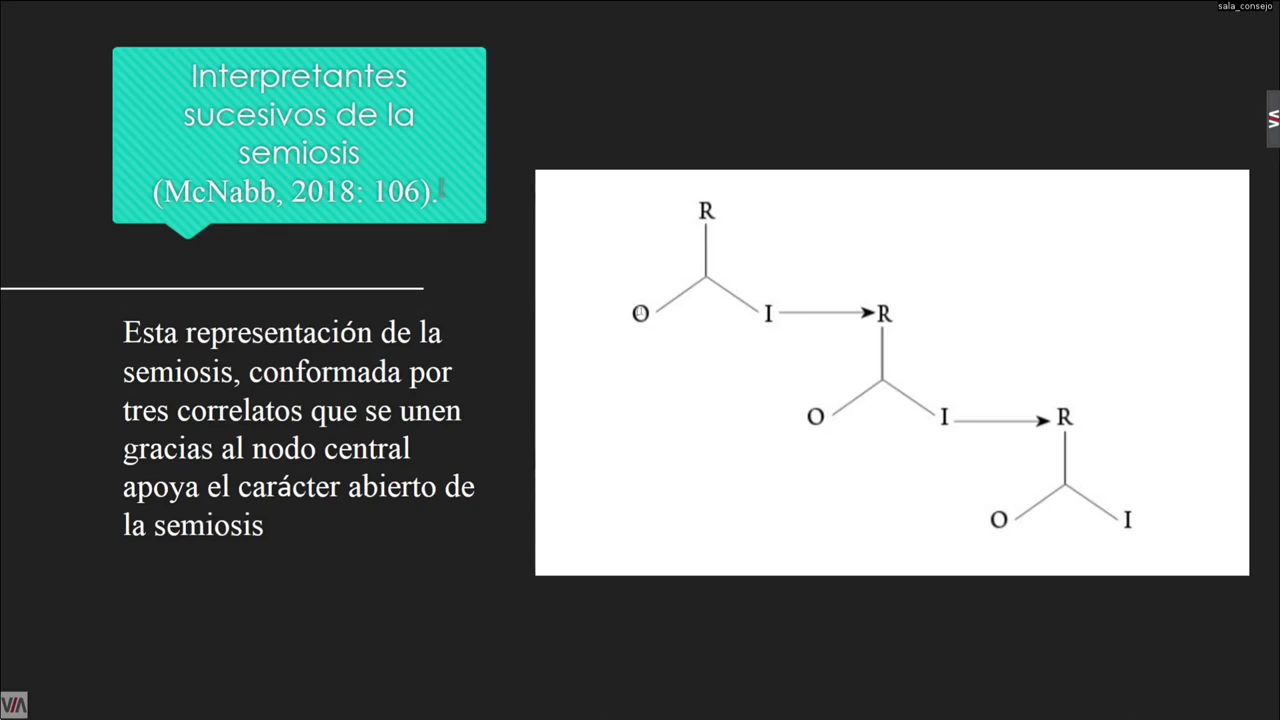 sala_consejo
Interpretantes
sucesivos de la
semiosis
(McNabb, 2018: 106).
Esta representación de la
semiosis, conformada por
tres correlatos que se unen
gracias al nodo central
apoya el carácter abierto de
la semiosis
R
O I R
O I R
O I
VIA